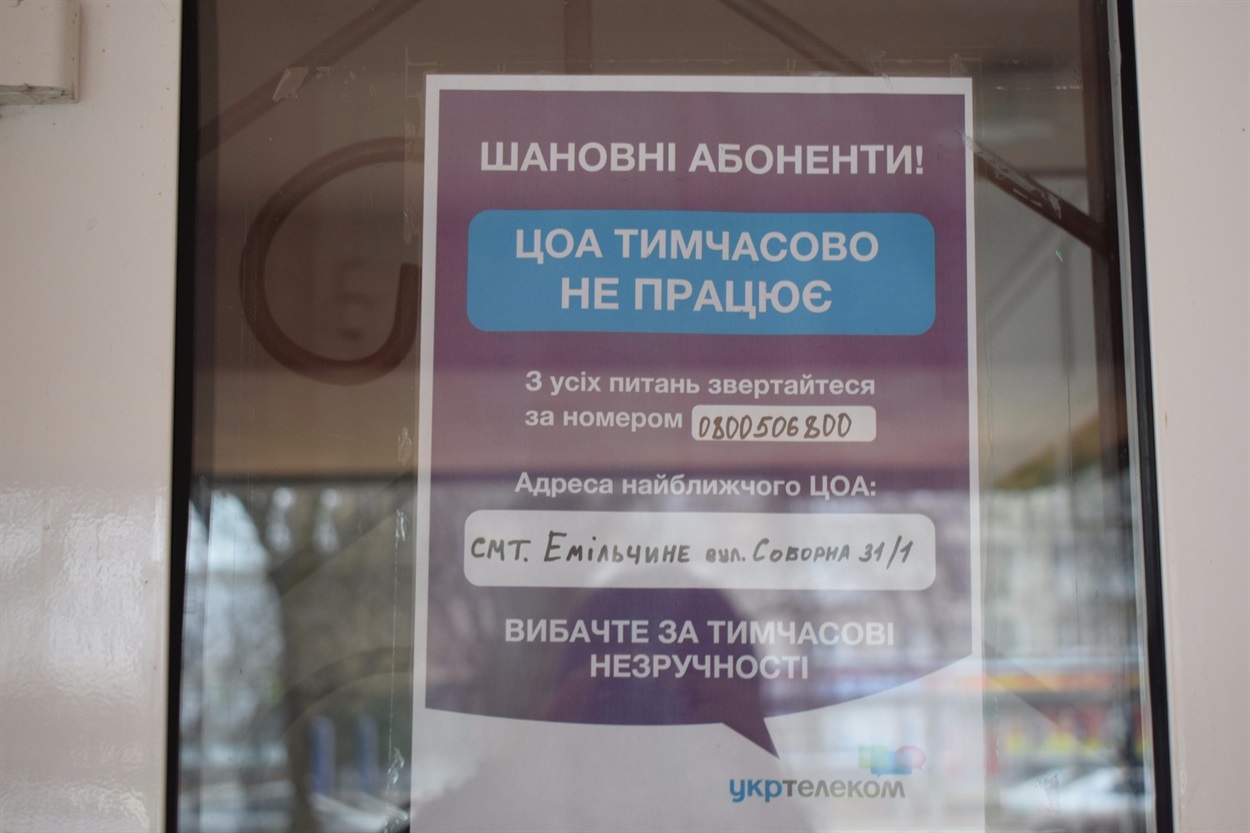 ШАНОВНІ АБОНЕНТИ!
ЦОА ТИМЧАСОВО
НЕ ПРАЦЮЄ
З усіх питань звертайтеся
за номером 0800506800
Адреса найближчого ЦОА:
смт. Ємільчине вул. Соборна 31/1
ВИБАЧТЕ ЗА ТИМЧАСОВІ
НЕЗРУЧНОСТІ
укртелеком